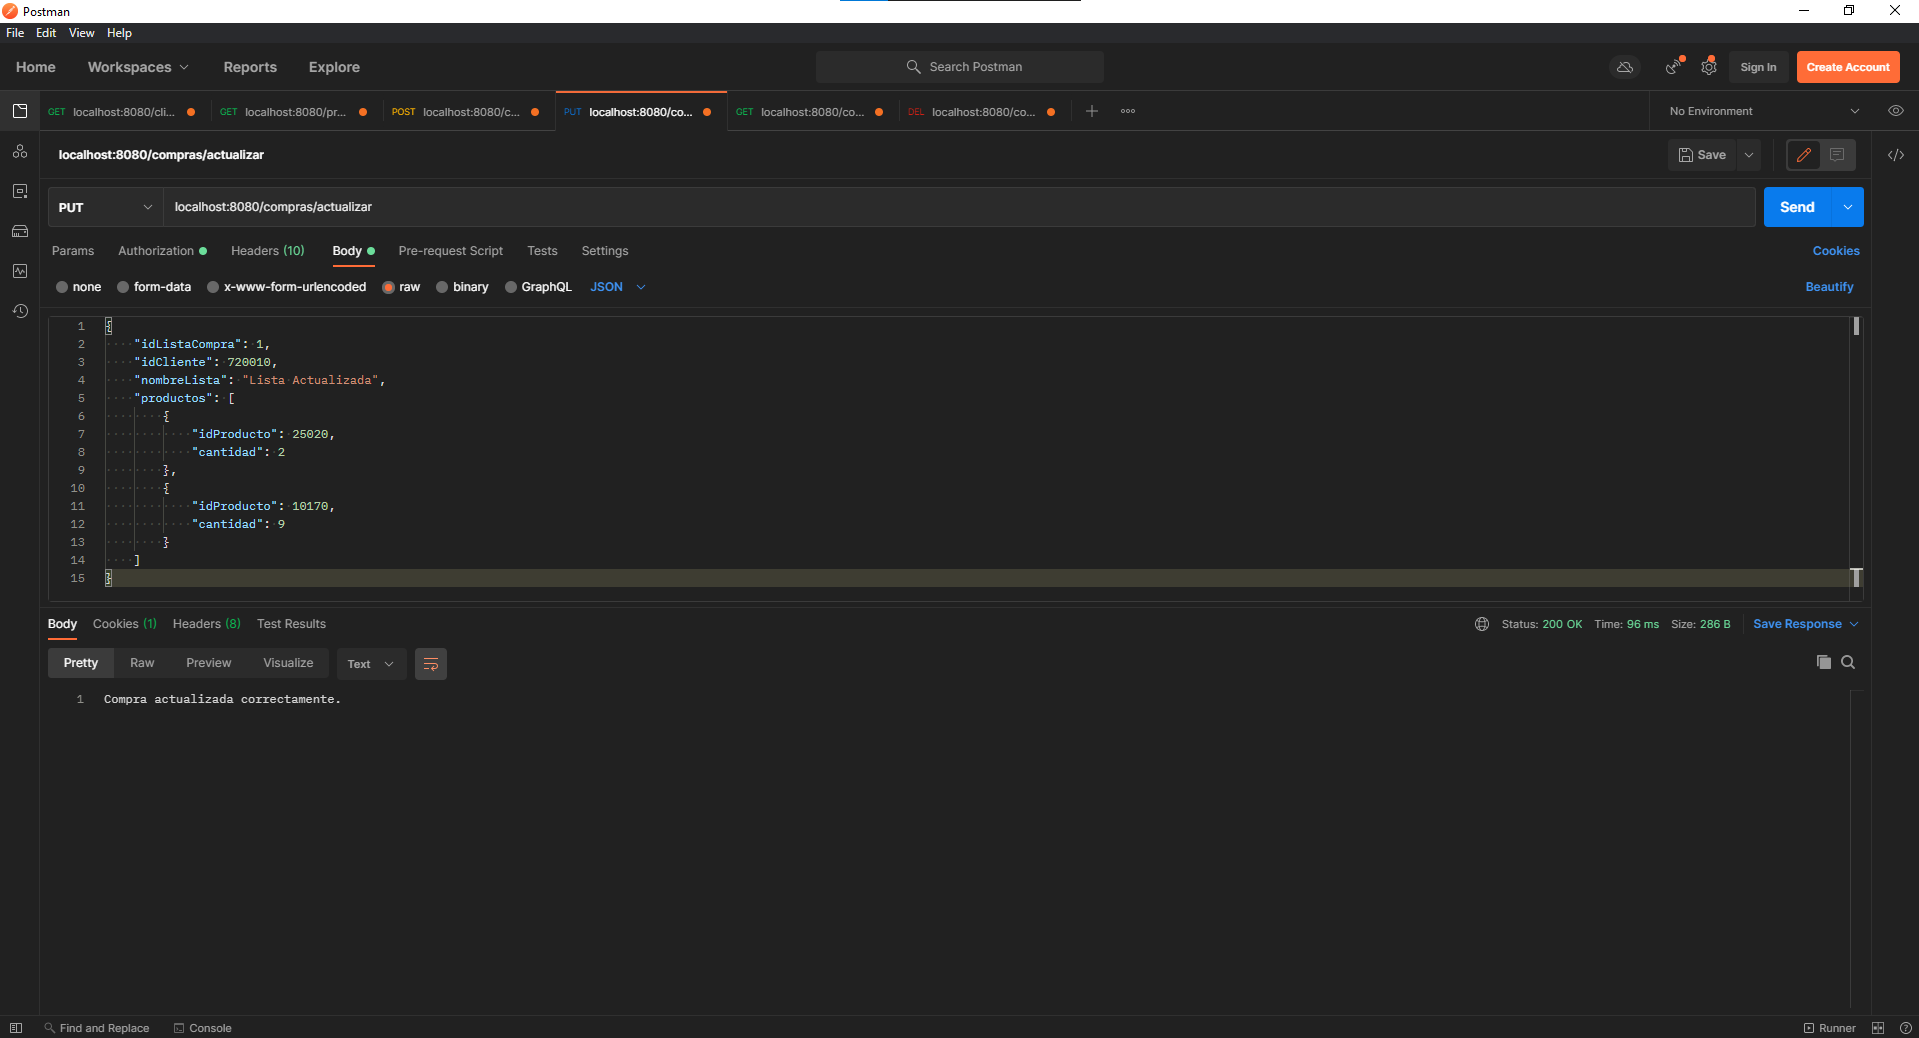 Postman
File Edit View Help
Home Workspaces Reports Explore Search Postman Sign In Create Account
GET localhost:8080/cli... GET localhost:8080/pr... POST localhost:8080/c... PUT localhost:8080/co... GET localhost:8080/co... DEL localhost:8080/co... No Environment
localhost:8080/compras/actualizar Save
PUT localhost:8080/compras/actualizar Send
Params Authorization Headers (10) Body Pre-request Script Tests Settings Cookies
none form-data x-www-form-urlencoded raw binary GraphQL JSON Beautify
1 {
2 "idListaCompra": 1,
3 "idCliente": 720010,
4 "nombreLista": "Lista Actualizada",
5 "productos": [
6 {
7 "idProducto": 25020,
8 "cantidad": 2
9 },
10 {
11 "idProducto": 10170,
12 "cantidad": 9
13 }
14 ]
15 }
Body Cookies (1) Headers (8) Test Results Status: 200 OK Time: 96 ms Size: 286 B Save Response
Pretty Raw Preview Visualize Text
1 Compra actualizada correctamente.
Find and Replace Console Runner